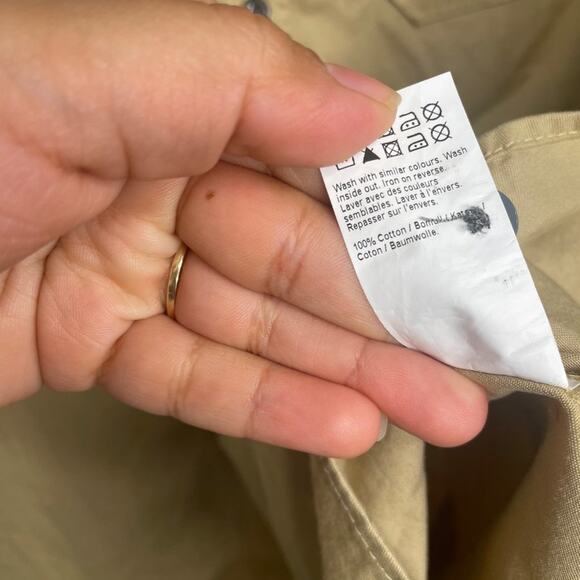 Wash with similar colours. Wash
inside out. Iron on reverse.
Laver avec des couleurs
semblables. Laver à l'envers.
Repasser sur l'envers.
100% Cotton / Bomull /
Coton / Baumwolle.